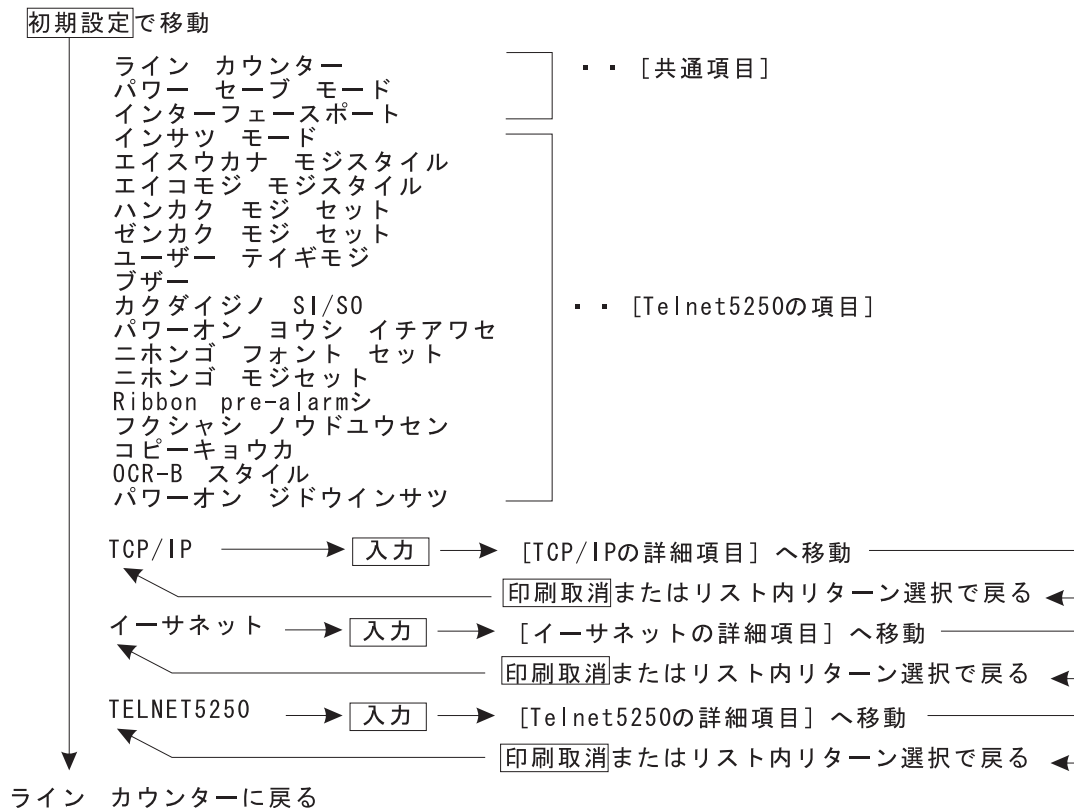 初期設定で移動
ライン カウンター
パワー セーブ モード
インターフェースポート
・・ [共通項目]
インサツ モード
エイスウカナ モジスタイル
エイコモジ モジスタイル
ハンカク モジ セット
ゼンカク モジ セット
ユーザー テイギモジ
ブザー
カクダイジノ SI/SO
パワーオン ヨウシ イチアワセ
ニホンゴ フォント セット
ニホンゴ モジセット
Ribbon pre-alarmシ
フクシャシ ノウドユウセン
コピーキョウカ
OCR-B スタイル
パワーオン ジドウインサツ
・・ [Telnet5250の項目]
TCP/IP 入力 [TCP/IPの詳細項目] へ移動
印刷取消またはリスト内リターン選択で戻る
イーサネット 入力 [イーサネットの詳細項目] へ移動
印刷取消またはリスト内リターン選択で戻る
TELNET5250 入力 [Telnet5250の詳細項目] へ移動
印刷取消またはリスト内リターン選択で戻る
ライン カウンターに戻る